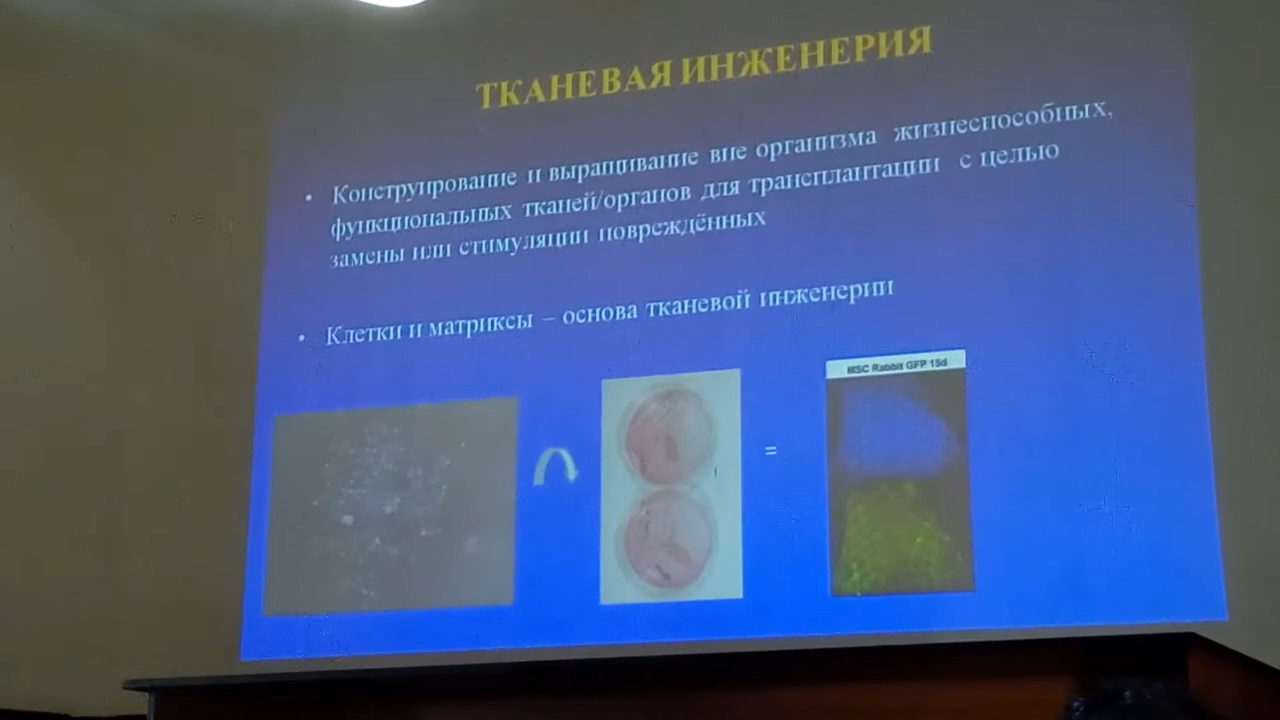 ТКАНЕВАЯ ИНЖЕНЕРИЯ
• Конструирование и выращивание вне организма жизнеспособных,
функциональных тканей/органов для трансплантации с целью
замены или стимуляции повреждённых
• Клетки и матриксы – основа тканевой инженерии
MSC Rabbit GFP 15d
=